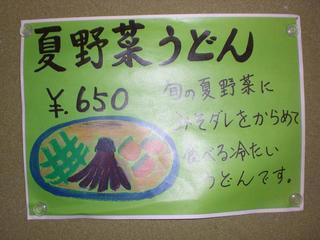 夏野菜うどん
¥.650
旬の夏野菜に
みそダレをからめて
食べる冷たい
うどんです。